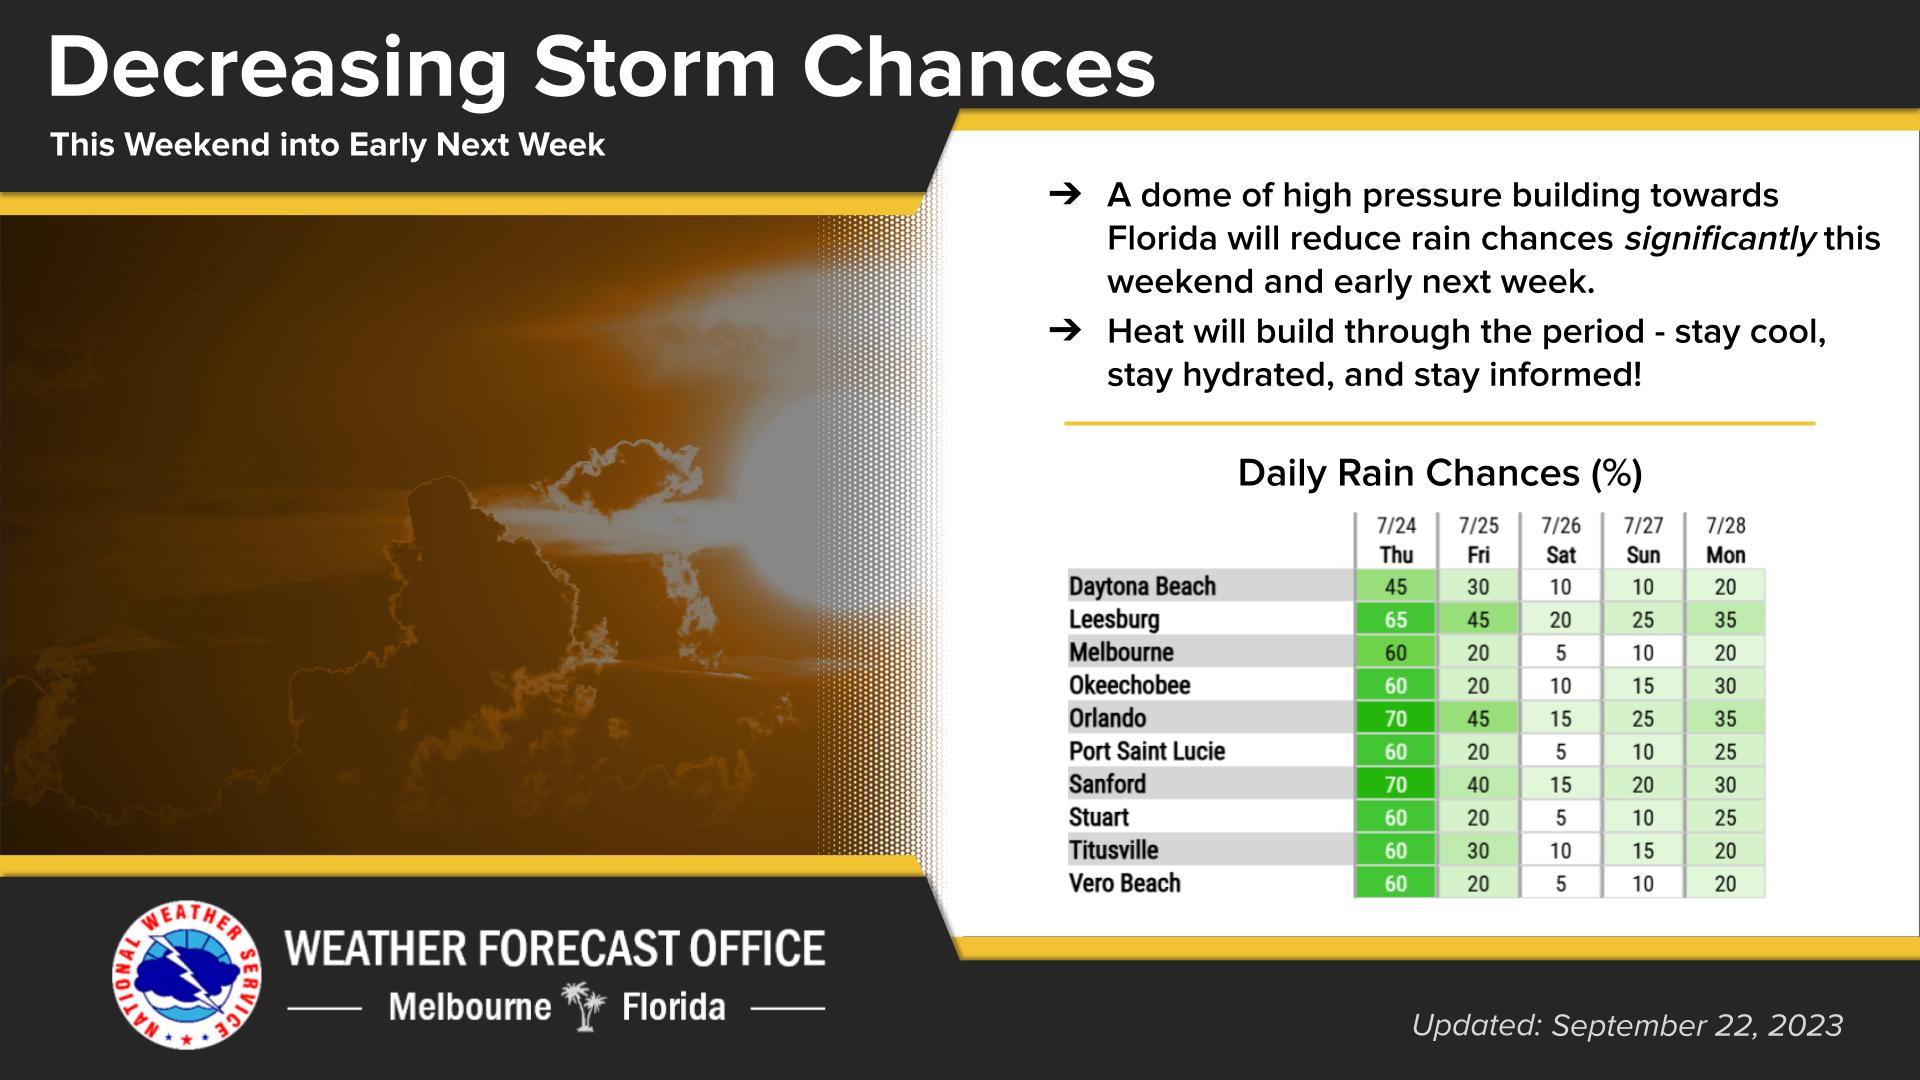 Decreasing Storm Chances
This Weekend into Early Next Week
➔ A dome of high pressure building towards
Florida will reduce rain chances significantly this
weekend and early next week.
➔ Heat will build through the period - stay cool,
stay hydrated, and stay informed!
Daily Rain Chances (%)
7/24 7/25 7/26 7/27 7/28
Thu Fri Sat Sun Mon
Daytona Beach 45 30 10 10 20
Leesburg 65 45 20 25 35
Melbourne 60 20 5 10 20
Okeechobee 60 20 10 15 30
Orlando 70 45 15 25 35
Port Saint Lucie 60 20 5 10 25
Sanford 70 40 15 20 30
Stuart 60 20 5 10 25
Titusville 60 30 10 15 20
Vero Beach 60 20 5 10 20
NATIONAL WEATHER SERVICE
WEATHER FORECAST OFFICE
Melbourne Florida
Updated: September 22, 2023